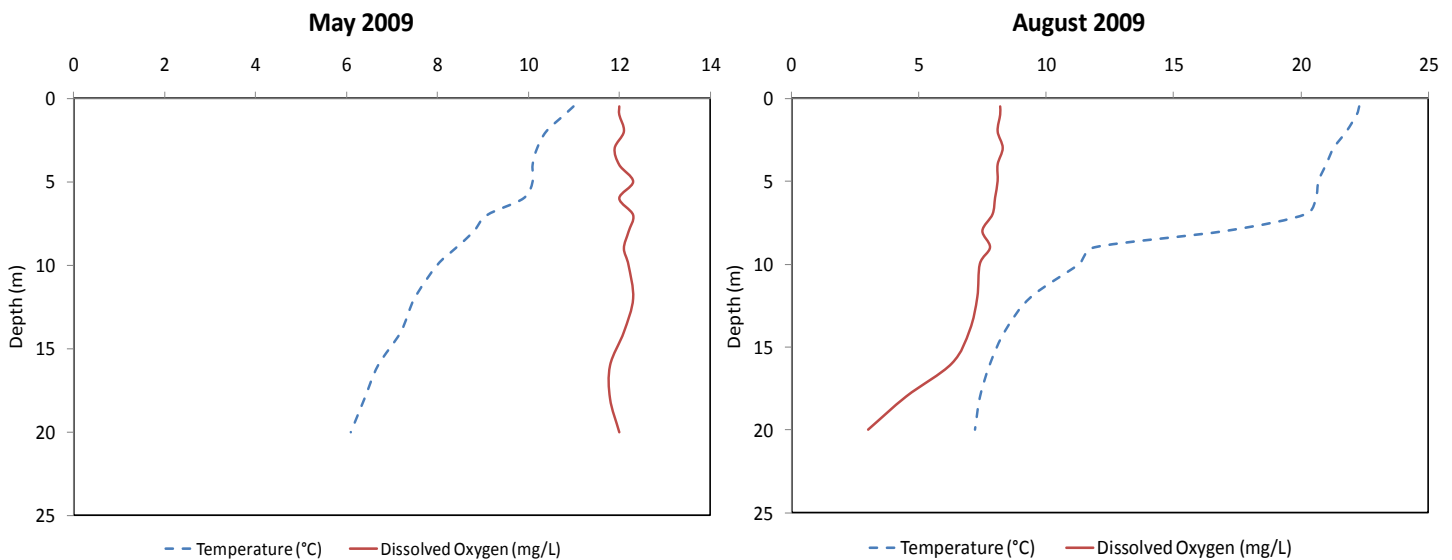 May 2009
0 2 4 6 8 10 12 14
0
5
10
15
20
25
Depth (m)
Temperature (°C) Dissolved Oxygen (mg/L)
August 2009
0 5 10 15 20 25
0
5
10
15
20
25
Depth (m)
Temperature (°C) Dissolved Oxygen (mg/L)